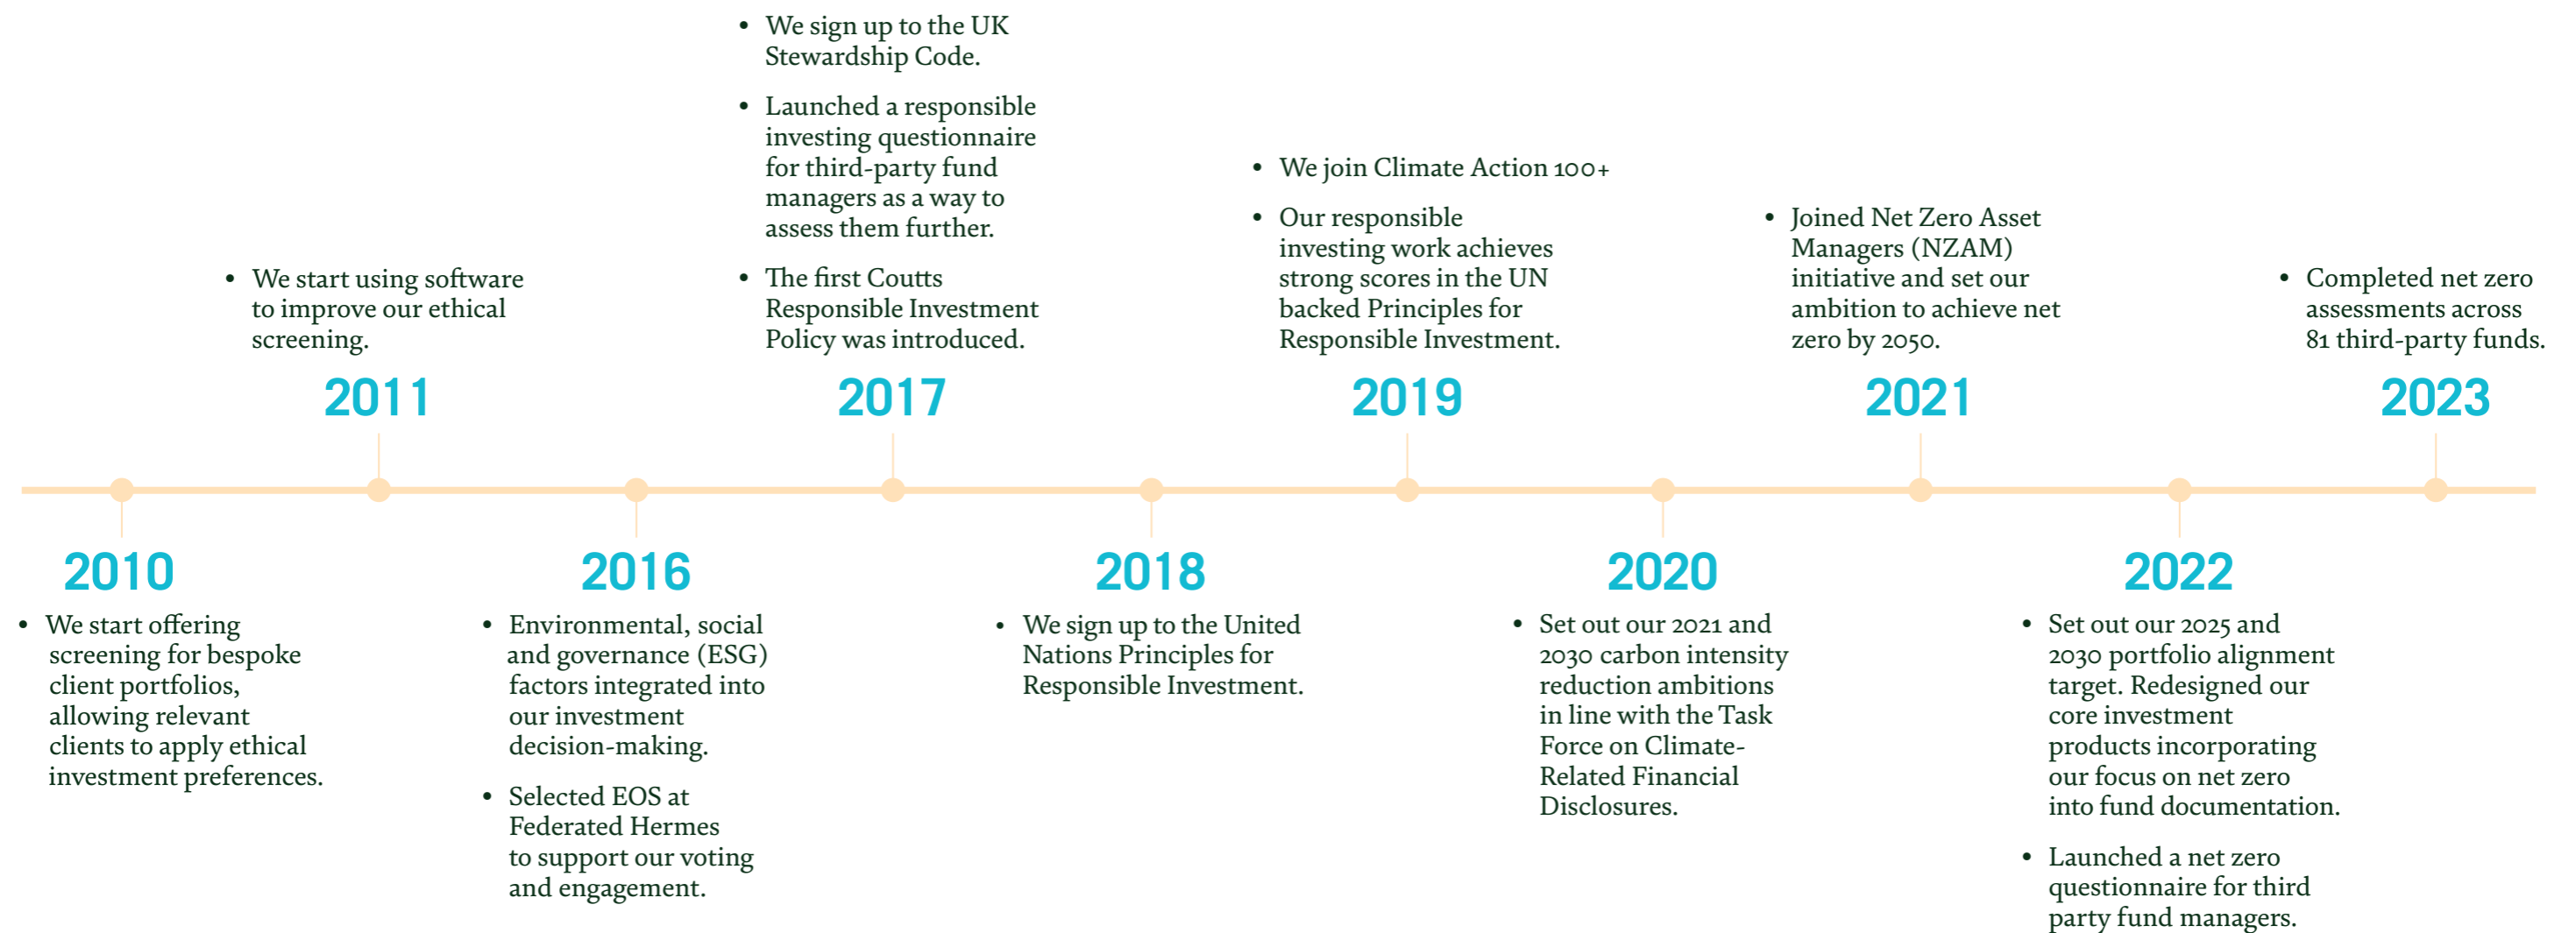 • We sign up to the UK
Stewardship Code.
• Launched a responsible
investing questionnaire
for third-party fund
managers as a way to
assess them further.
• The first Coutts
Responsible Investment
Policy was introduced.
• We join Climate Action 100+
• Our responsible
investing work achieves
strong scores in the UN
backed Principles for
Responsible Investment.
• Joined Net Zero Asset
Managers (NZAM)
initiative and set our
ambition to achieve net
zero by 2050.
• We start using software
to improve our ethical
screening.
• Completed net zero
assessments across
81 third-party funds.
2011
2017
2019
2021
2023
2010
• We start offering
screening for bespoke
client portfolios,
allowing relevant
clients to apply ethical
investment preferences.
2016
• Environmental, social
and governance (ESG)
factors integrated into
our investment
decision-making.
• Selected EOS at
Federated Hermes
to support our voting
and engagement.
2018
• We sign up to the United
Nations Principles for
Responsible Investment.
2020
• Set out our 2021 and
2030 carbon intensity
reduction ambitions
in line with the Task
Force on Climate-
Related Financial
Disclosures.
2022
• Set out our 2025 and
2030 portfolio alignment
target. Redesigned our
core investment
products incorporating
our focus on net zero
into fund documentation.
• Launched a net zero
questionnaire for third
party fund managers.